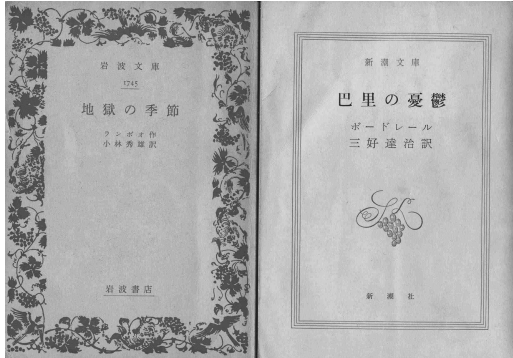 岩波文庫
1745
地獄の季節
ランボオ作
小林秀雄訳
岩波書店
新潮文庫
巴里の憂鬱
ボードレール
三好達治訳
新潮社